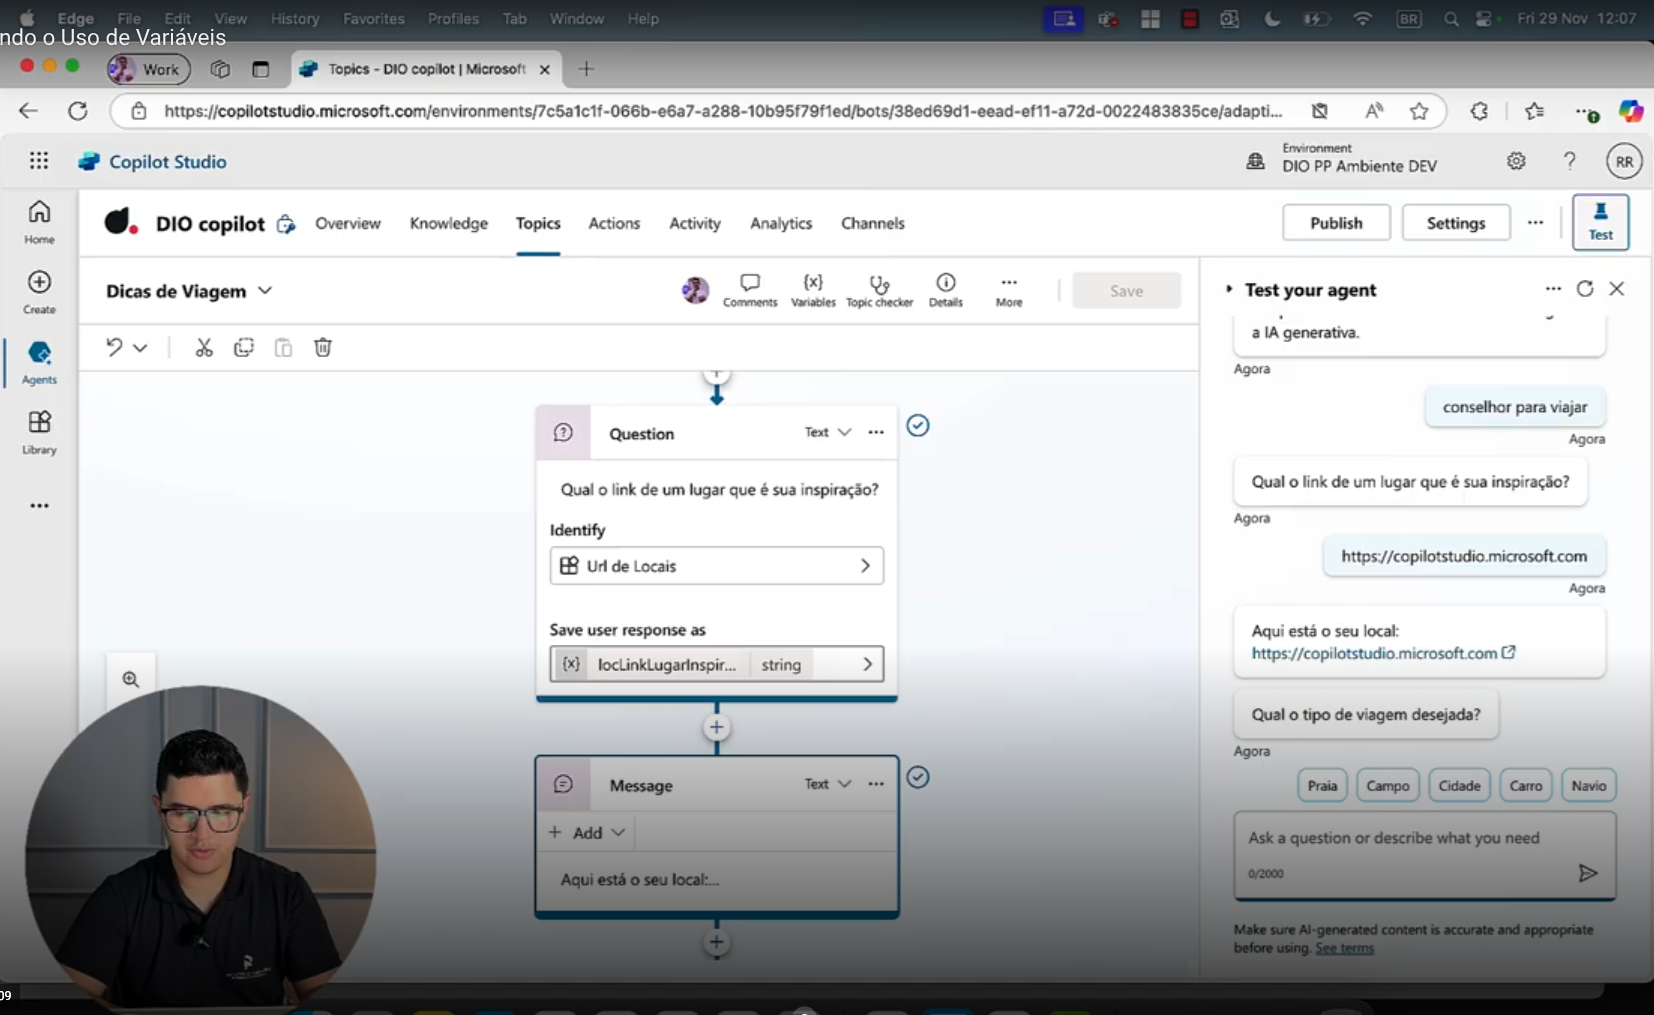 Edge File Edit View History Favorites Profiles Tab Window Help BR Fri 29 Nov 12:07
ndo o Uso de Variáveis
Work Topics - DIO copilot | Microsoft
https://copilotstudio.microsoft.com/environments/7c5a1c1f-066b-e6a7-a288-10b95f79f1ed/bots/38ed69d1-eead-ef11-a72d-0022483835ce/adapti...
Copilot Studio
Environment
DIO PP Ambiente DEV
RR
Home
Create
Agents
Library
DIO copilot Overview Knowledge Topics Actions Activity Analytics Channels Publish Settings Test
Dicas de Viagem
Comments Variables Topic checker Details More Save
Question Text
Qual o link de um lugar que é sua inspiração?
Identify
Url de Locais
Save user response as
{x} locLinkLugarInspir... string
Message Text
Add
Aqui está o seu local:...
Test your agent
a IA generativa.
Agora
conselhor para viajar
Agora
Qual o link de um lugar que é sua inspiração?
Agora
https://copilotstudio.microsoft.com
Agora
Aqui está o seu local:
https://copilotstudio.microsoft.com
Qual o tipo de viagem desejada?
Agora
Praia Campo Cidade Carro Navio
Ask a question or describe what you need
0/2000
Make sure AI-generated content is accurate and appropriate
before using. See terms
09